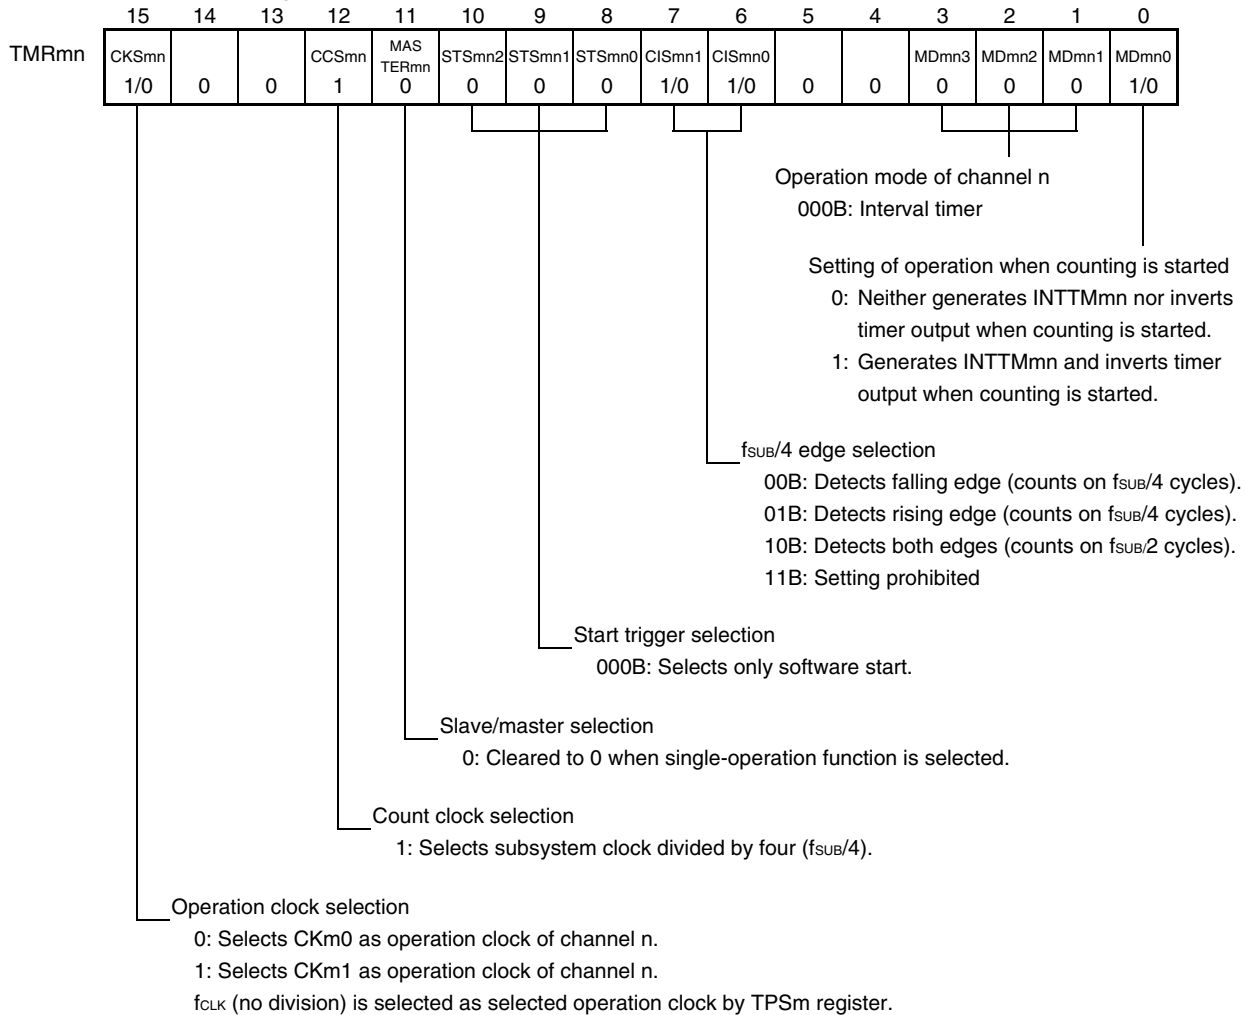 15 14 13 12 11 10 9 8 7 6 5 4 3 2 1 0
TMRmn CKSmn CCSmn MAS TERmn STSmn2 STSmn1 STSmn0 CISmn1 CISmn0 MDmn3 MDmn2 MDmn1 MDmn0
1/0 0 0 1 0 0 0 0 1/0 1/0 0 0 0 0 0 1/0
Operation mode of channel n
000B: Interval timer
Setting of operation when counting is started
0: Neither generates INTTMmn nor inverts
timer output when counting is started.
1: Generates INTTMmn and inverts timer
output when counting is started.
fSUB/4 edge selection
00B: Detects falling edge (counts on fSUB/4 cycles).
01B: Detects rising edge (counts on fSUB/4 cycles).
10B: Detects both edges (counts on fSUB/2 cycles).
11B: Setting prohibited
Start trigger selection
000B: Selects only software start.
Slave/master selection
0: Cleared to 0 when single-operation function is selected.
Count clock selection
1: Selects subsystem clock divided by four (fSUB/4).
Operation clock selection
0: Selects CKm0 as operation clock of channel n.
1: Selects CKm1 as operation clock of channel n.
fCLK (no division) is selected as selected operation clock by TPSm register.